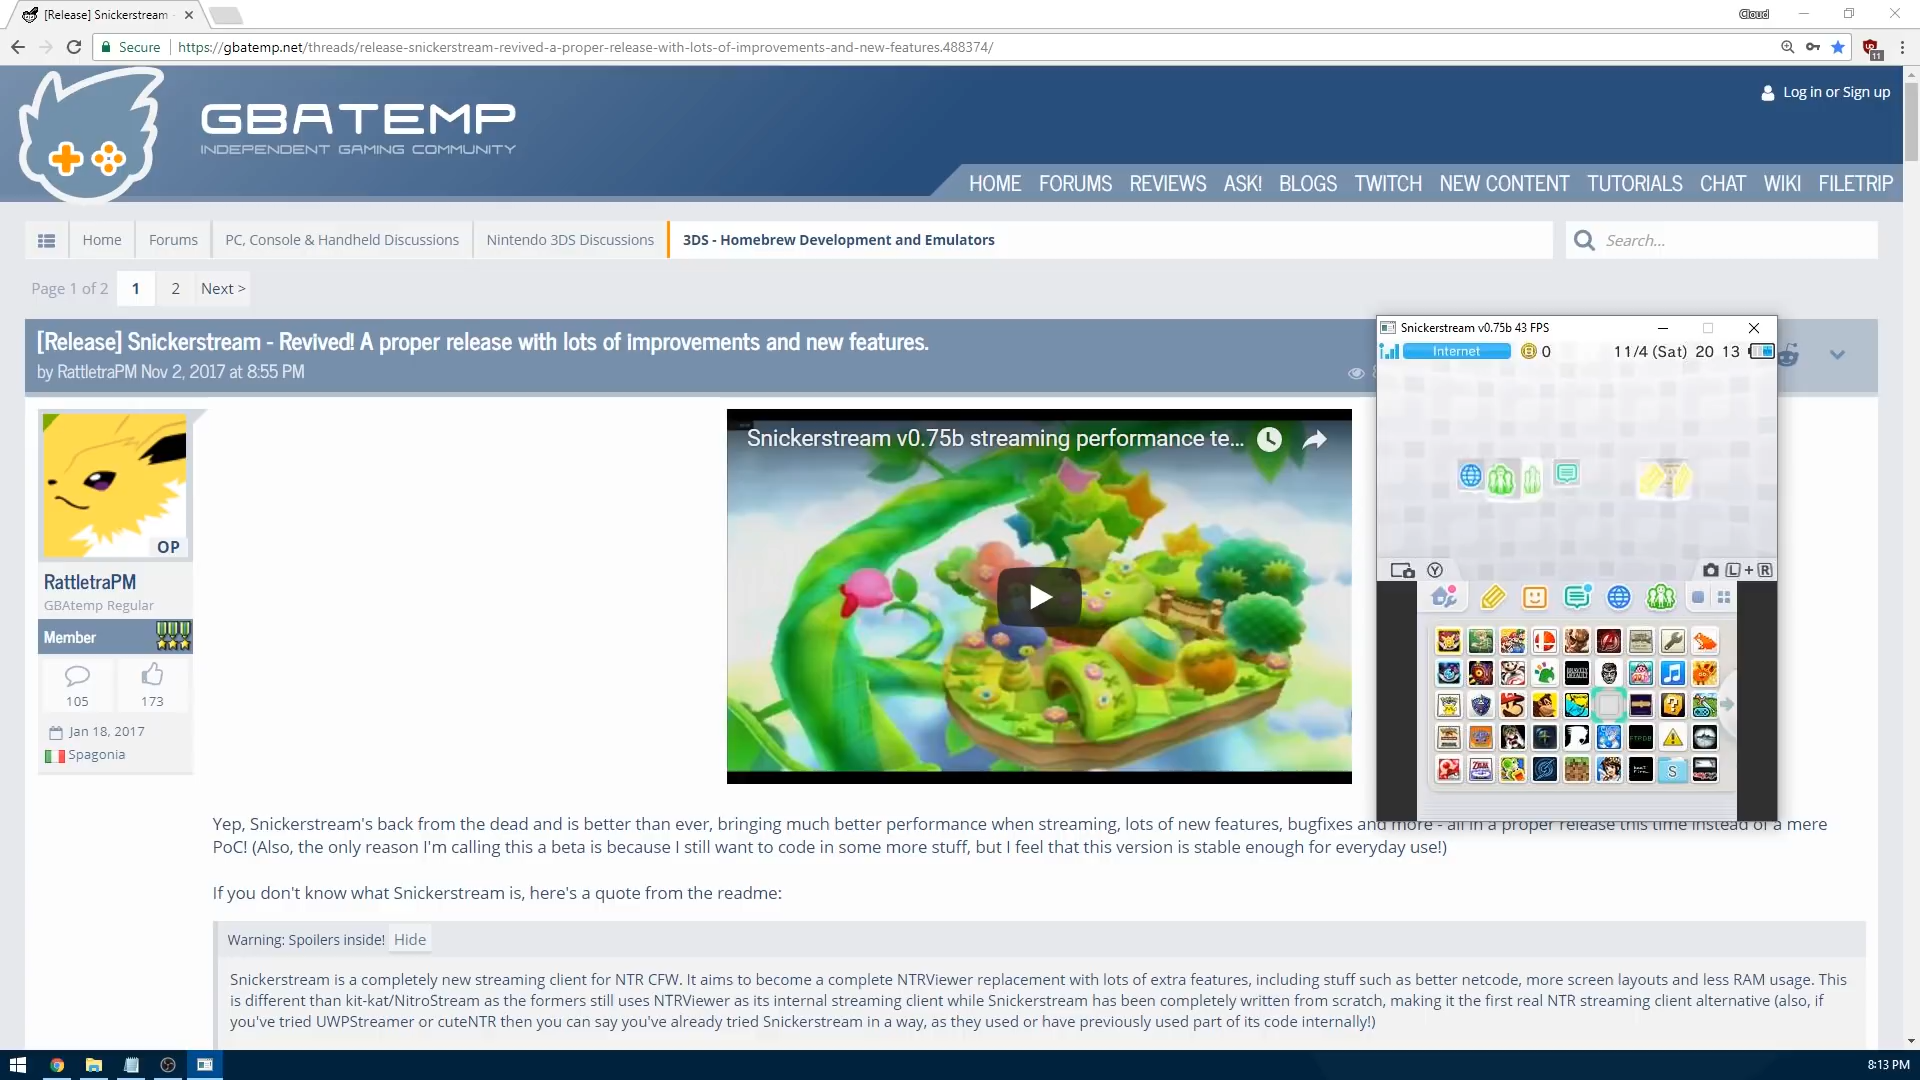 [Release] Snickerstream
Cloud
Secure
https://gbatemp.net/threads/release-snickerstream-revived-a-proper-release-with-lots-of-improvements-and-new-features.488374/
11
GBATEMP
INDEPENDENT GAMING COMMUNITY
Log in or Sign up
HOME FORUMS REVIEWS ASK! BLOGS TWITCH NEW CONTENT TUTORIALS CHAT WIKI FILETRIP
Home Forums PC, Console & Handheld Discussions Nintendo 3DS Discussions 3DS - Homebrew Development and Emulators
Search...
Page 1 of 2 1 2 Next >
[Release] Snickerstream - Revived! A proper release with lots of improvements and new features.
by RattletraPM Nov 2, 2017 at 8:55 PM
OP
RattletraPM
GBAtemp Regular
Member
105 173
Jan 18, 2017
Spagonia
Snickerstream v0.75b streaming performance te...
Snickerstream v0.75b 43 FPS
Internet 0 11/4 (Sat) 20 13
Y L + R
FTPDB
S
Yep, Snickerstream's back from the dead and is better than ever, bringing much better performance when streaming, lots of new features, bugfixes and more - all in a proper release this time instead of a mere
PoC! (Also, the only reason I'm calling this a beta is because I still want to code in some more stuff, but I feel that this version is stable enough for everyday use!)
If you don't know what Snickerstream is, here's a quote from the readme:
Warning: Spoilers inside! Hide
Snickerstream is a completely new streaming client for NTR CFW. It aims to become a complete NTRViewer replacement with lots of extra features, including stuff such as better netcode, more screen layouts and less RAM usage. This
is different than kit-kat/NitroStream as the formers still uses NTRViewer as its internal streaming client while Snickerstream has been completely written from scratch, making it the first real NTR streaming client alternative (also, if
you've tried UWPStreamer or cuteNTR then you can say you've already tried Snickerstream in a way, as they used or have previously used part of its code internally!)
8:13 PM